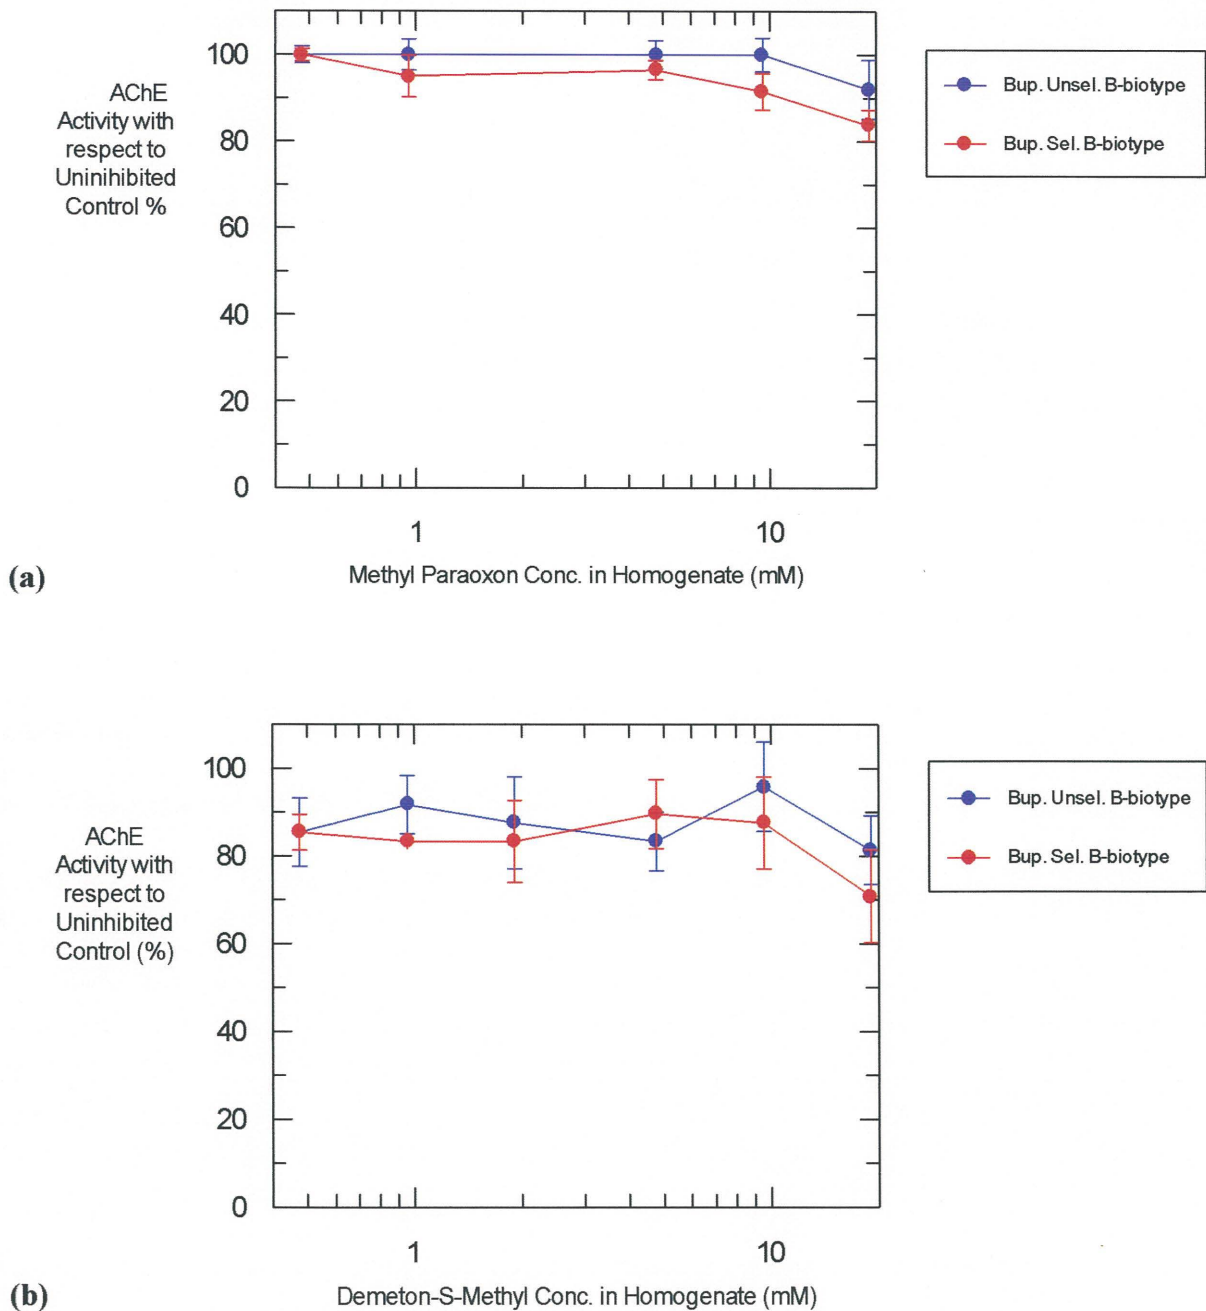 100
80
60
40
20
0
AChE
Activity with
respect to
Uninihibited
Control %
1
10
Methyl Paraoxon Conc. in Homogenate (mM)
(a)
Bup. Unsel. B-biotype
Bup. Sel. B-biotype
100
80
60
40
20
0
AChE
Activity with
respect to
Uninhibited
Control (%)
1
10
Demeton-S-Methyl Conc. in Homogenate (mM)
(b)
Bup. Unsel. B-biotype
Bup. Sel. B-biotype